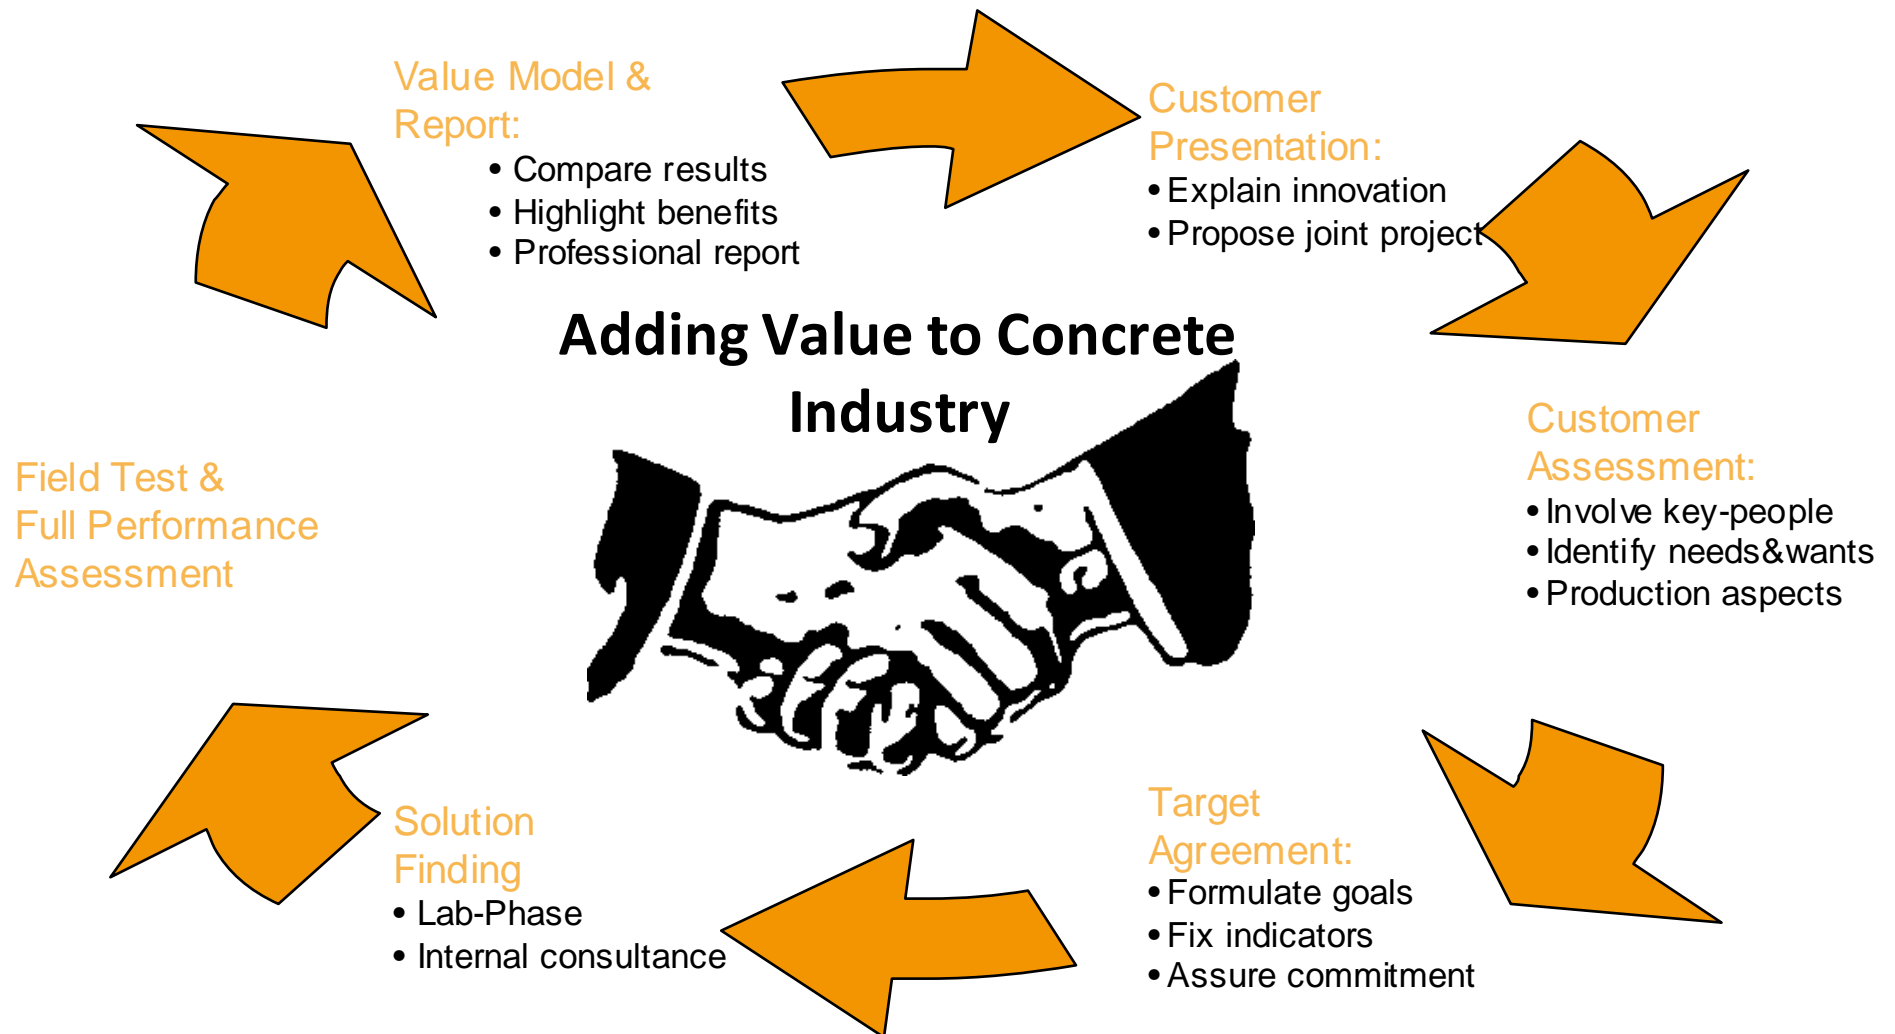 Value Model &
Report:
• Compare results
• Highlight benefits
• Professional report
Customer
Presentation:
• Explain innovation
• Propose joint project
Adding Value to Concrete
Industry
Customer
Assessment:
• Involve key-people
• Identify needs&wants
• Production aspects
Field Test &
Full Performance
Assessment
Target
Agreement:
• Formulate goals
• Fix indicators
• Assure commitment
Solution
Finding
• Lab-Phase
• Internal consultance